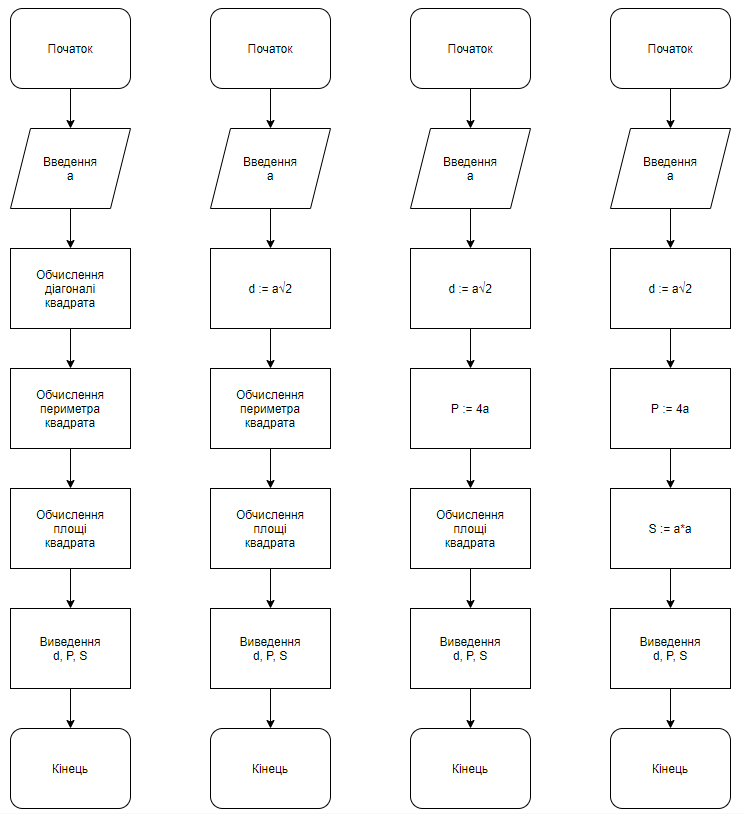 Початок
Введення
a
Обчислення
діагоналі
квадрата
Обчислення
периметра
квадрата
Обчислення
площі
квадрата
Виведення
d, P, S
Кінець
Початок
Введення
a
d := a√2
Обчислення
периметра
квадрата
Обчислення
площі
квадрата
Виведення
d, P, S
Кінець
Початок
Введення
a
d := a√2
P := 4a
Обчислення
площі
квадрата
Виведення
d, P, S
Кінець
Початок
Введення
a
d := a√2
P := 4a
S := a*a
Виведення
d, P, S
Кінець